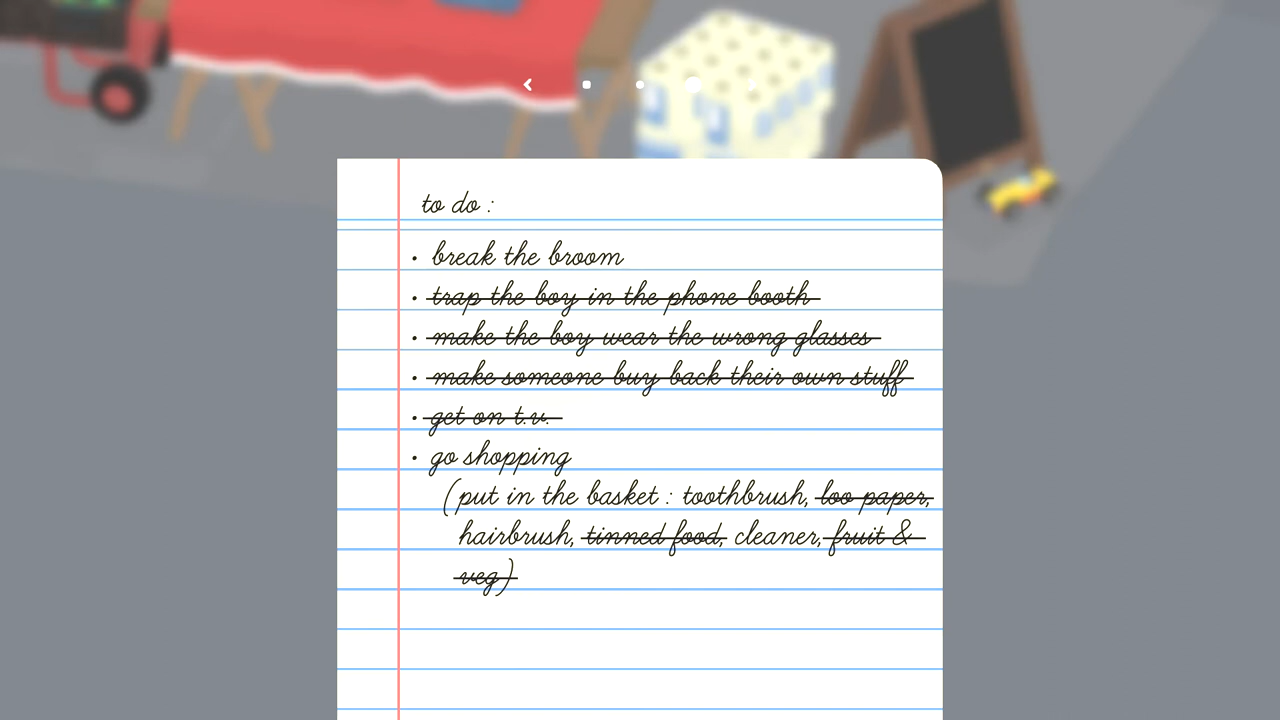 to do :
• break the broom
• trap the boy in the phone booth
• make the boy wear the wrong glasses
• make someone buy back their own stuff
• get on t.v.
• go shopping
(put in the basket : toothbrush, loo paper,
hairbrush, tinned food, cleaner, fruit &
veg)